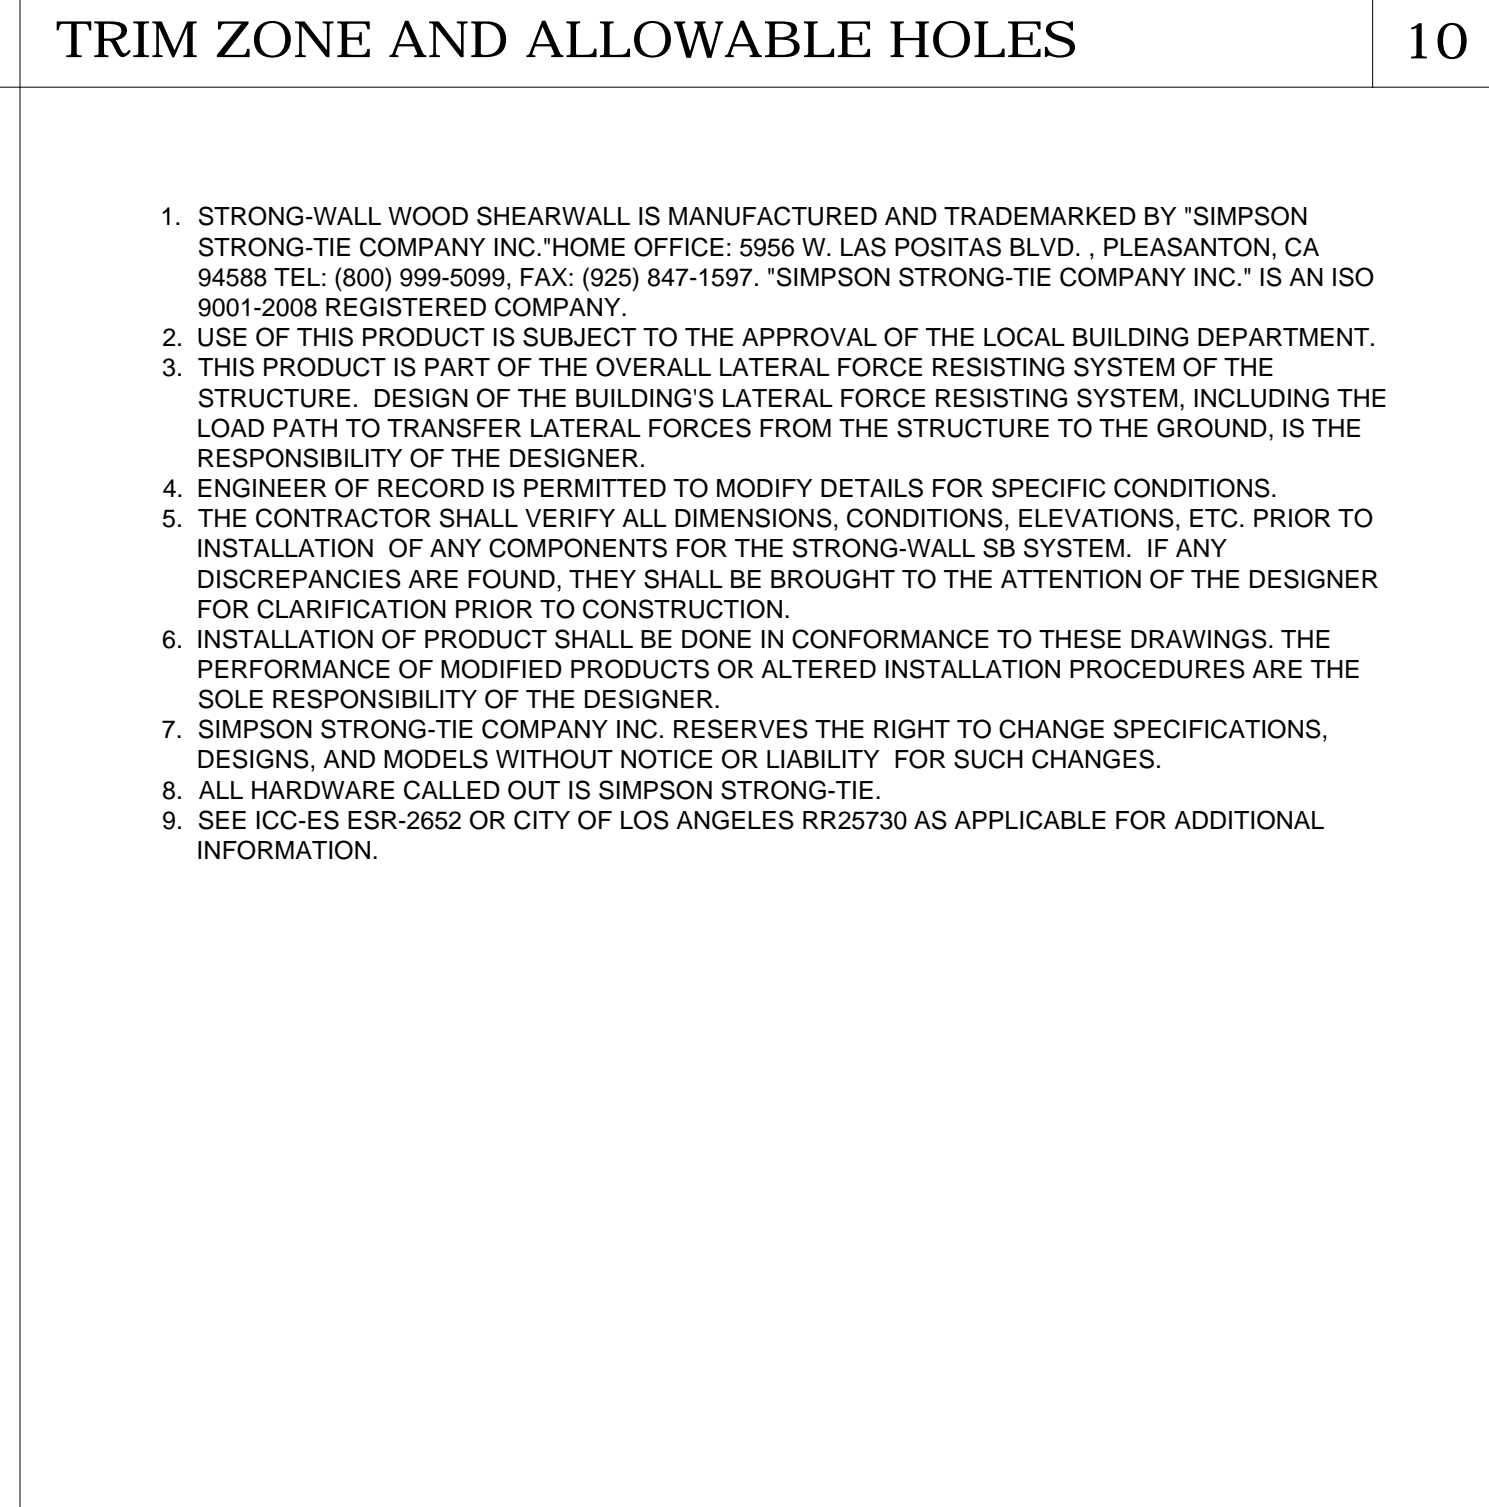 TRIM ZONE AND ALLOWABLE HOLES
10
1. STRONG-WALL WOOD SHEARWALL IS MANUFACTURED AND TRADEMARKED BY "SIMPSON
STRONG-TIE COMPANY INC."HOME OFFICE: 5956 W. LAS POSITAS BLVD. , PLEASANTON, CA
94588 TEL: (800) 999-5099, FAX: (925) 847-1597. "SIMPSON STRONG-TIE COMPANY INC." IS AN ISO
9001-2008 REGISTERED COMPANY.
2. USE OF THIS PRODUCT IS SUBJECT TO THE APPROVAL OF THE LOCAL BUILDING DEPARTMENT.
3. THIS PRODUCT IS PART OF THE OVERALL LATERAL FORCE RESISTING SYSTEM OF THE
STRUCTURE.  DESIGN OF THE BUILDING'S LATERAL FORCE RESISTING SYSTEM, INCLUDING THE
LOAD PATH TO TRANSFER LATERAL FORCES FROM THE STRUCTURE TO THE GROUND, IS THE
RESPONSIBILITY OF THE DESIGNER.
4. ENGINEER OF RECORD IS PERMITTED TO MODIFY DETAILS FOR SPECIFIC CONDITIONS.
5. THE CONTRACTOR SHALL VERIFY ALL DIMENSIONS, CONDITIONS, ELEVATIONS, ETC. PRIOR TO
INSTALLATION  OF ANY COMPONENTS FOR THE STRONG-WALL SB SYSTEM.  IF ANY
DISCREPANCIES ARE FOUND, THEY SHALL BE BROUGHT TO THE ATTENTION OF THE DESIGNER
FOR CLARIFICATION PRIOR TO CONSTRUCTION.
6. INSTALLATION OF PRODUCT SHALL BE DONE IN CONFORMANCE TO THESE DRAWINGS. THE
PERFORMANCE OF MODIFIED PRODUCTS OR ALTERED INSTALLATION PROCEDURES ARE THE
SOLE RESPONSIBILITY OF THE DESIGNER.
7. SIMPSON STRONG-TIE COMPANY INC. RESERVES THE RIGHT TO CHANGE SPECIFICATIONS,
DESIGNS, AND MODELS WITHOUT NOTICE OR LIABILITY  FOR SUCH CHANGES.
8. ALL HARDWARE CALLED OUT IS SIMPSON STRONG-TIE.
9. SEE ICC-ES ESR-2652 OR CITY OF LOS ANGELES RR25730 AS APPLICABLE FOR ADDITIONAL
INFORMATION.